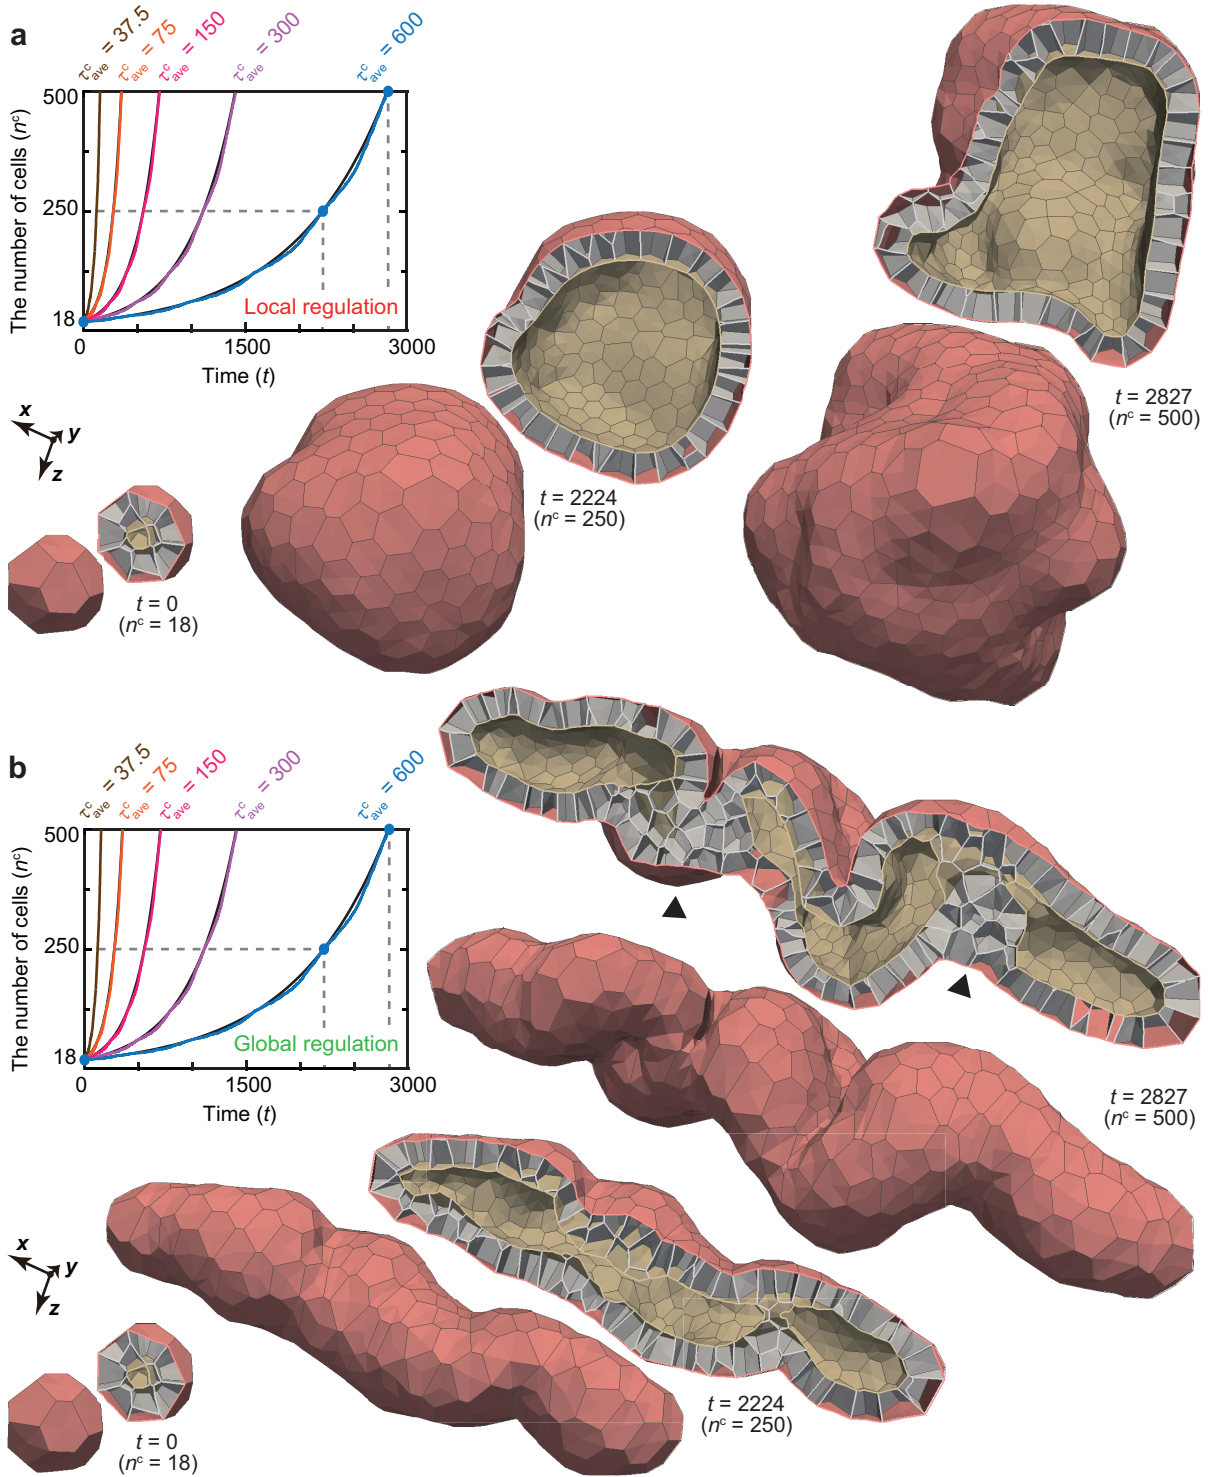 a
τᶜave = 37.5
τᶜave = 75
τᶜave = 150
τᶜave = 300
τᶜave = 600
The number of cells (nᶜ)
500
250
18
Local regulation
0 1500 3000
Time (t)
x
y
z
t = 0
(nᶜ = 18)
t = 2224
(nᶜ = 250)
t = 2827
(nᶜ = 500)
b
τᶜave = 37.5
τᶜave = 75
τᶜave = 150
τᶜave = 300
τᶜave = 600
The number of cells (nᶜ)
500
250
18
Global regulation
0 1500 3000
Time (t)
t = 2827
(nᶜ = 500)
x
y
z
t = 0
(nᶜ = 18)
t = 2224
(nᶜ = 250)